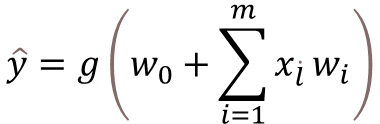 ŷ = g ( w₀ + ∑ᵢ₌₁ᵐ xᵢ wᵢ )